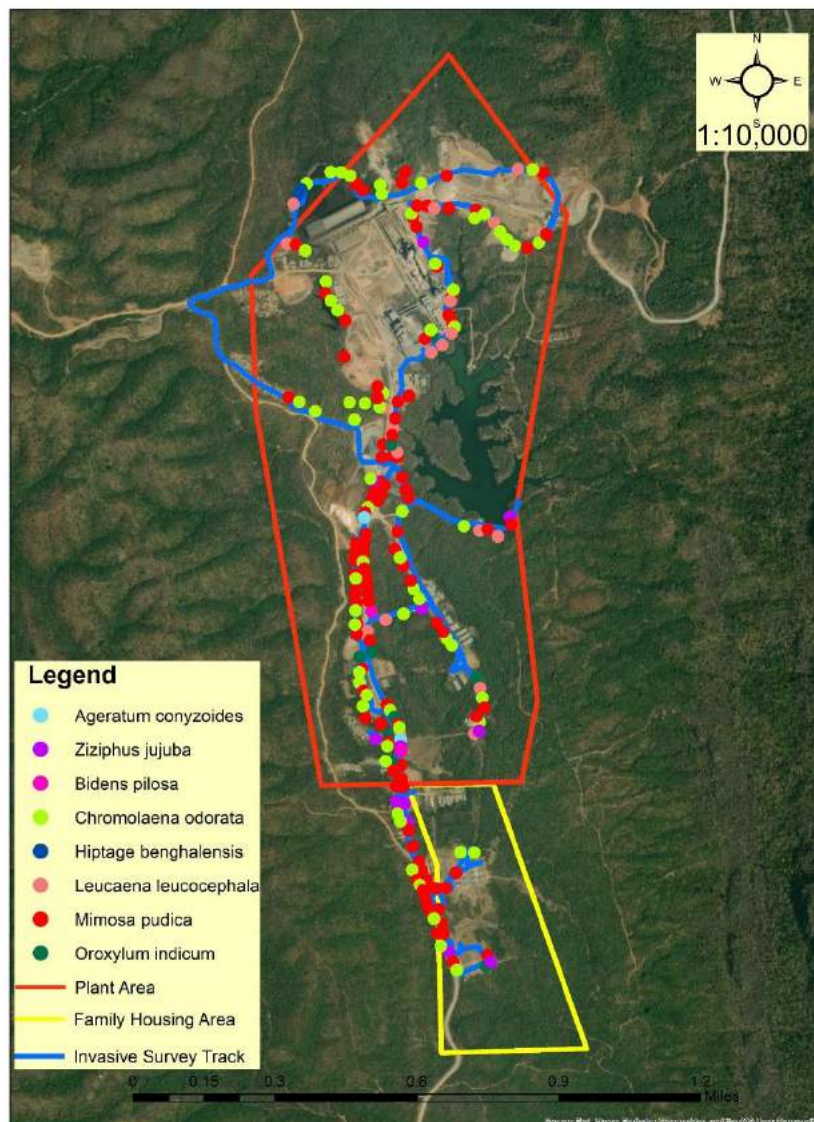 N
W E
S
1:10,000
Legend
Ageratum conyzoides
Ziziphus jujuba
Bidens pilosa
Chromolaena odorata
Hiptage benghalensis
Leucaena leucocephala
Mimosa pudica
Oroxylum indicum
Plant Area
Family Housing Area
Invasive Survey Track
0 0.15 0.3 0.6 0.9 1.2
Miles